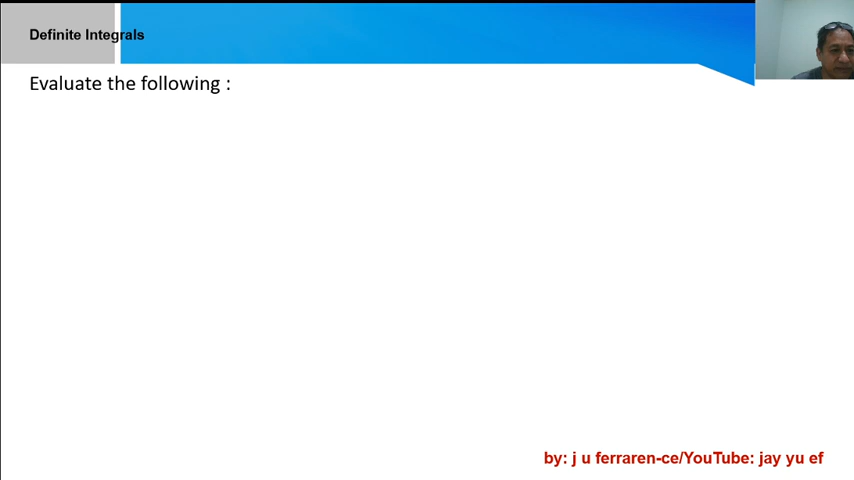 Definite Integrals
Evaluate the following :
by: j u ferraren-ce/YouTube: jay yu ef